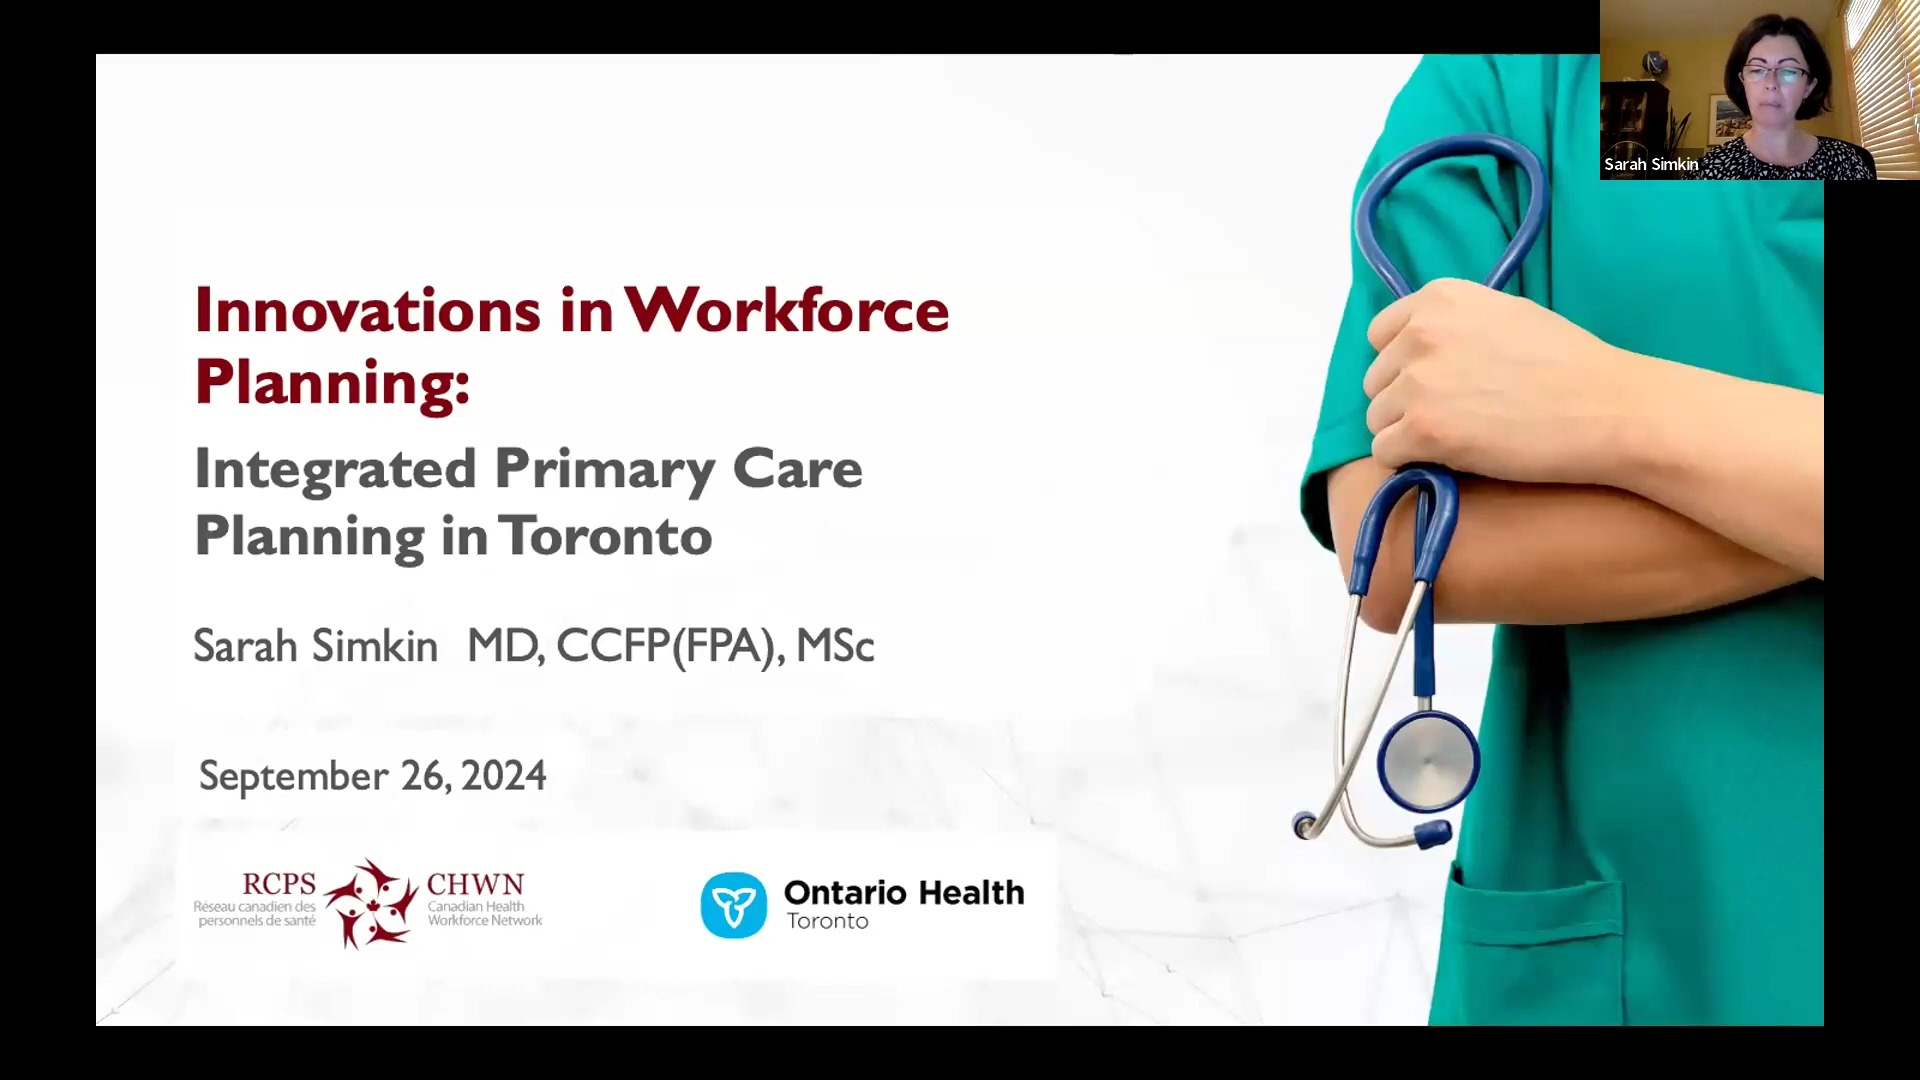 Sarah Simkin
Innovations in Workforce
Planning:
Integrated Primary Care
Planning in Toronto
Sarah Simkin MD, CCFP(FPA), MSc
September 26, 2024
RCPS
Réseau canadien des
personnels de santé
CHWN
Canadian Health
Workforce Network
Ontario Health
Toronto